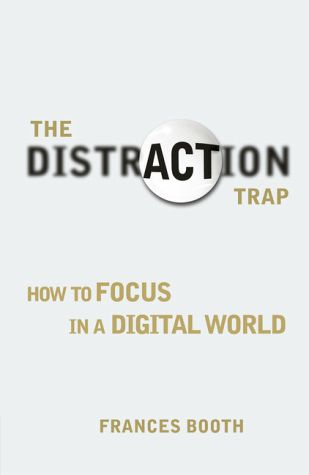 THE
DISTRACTION
TRAP
HOW TO FOCUS
IN A DIGITAL WORLD
FRANCES BOOTH